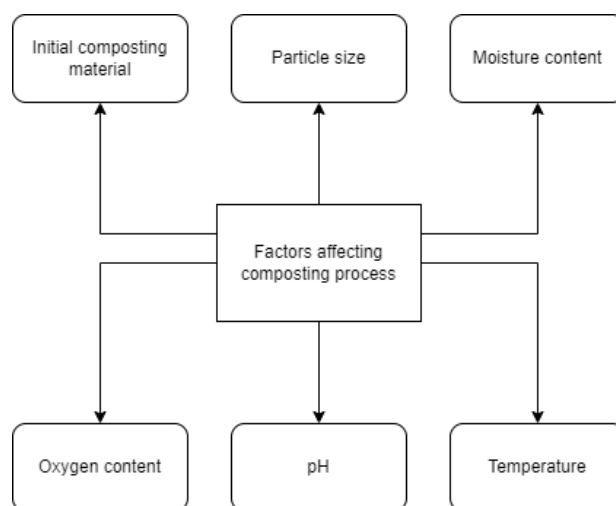 Initial composting
material
Particle size
Moisture content
Factors affecting
composting process
Oxygen content
pH
Temperature